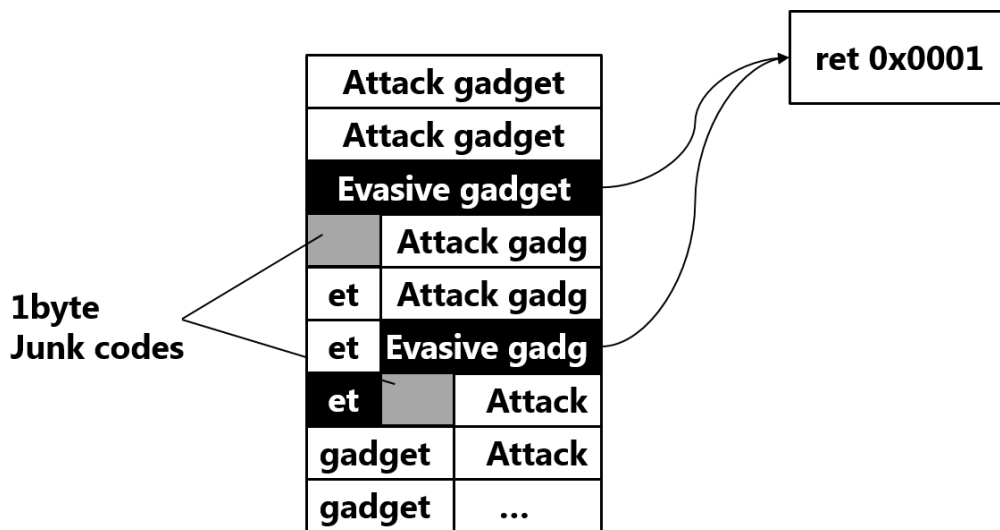 ret 0x0001
Attack gadget
Attack gadget
Evasive gadget
Attack gadg
et Attack gadg
et Evasive gadg
et Attack
gadget Attack
gadget ...
1byte
Junk codes